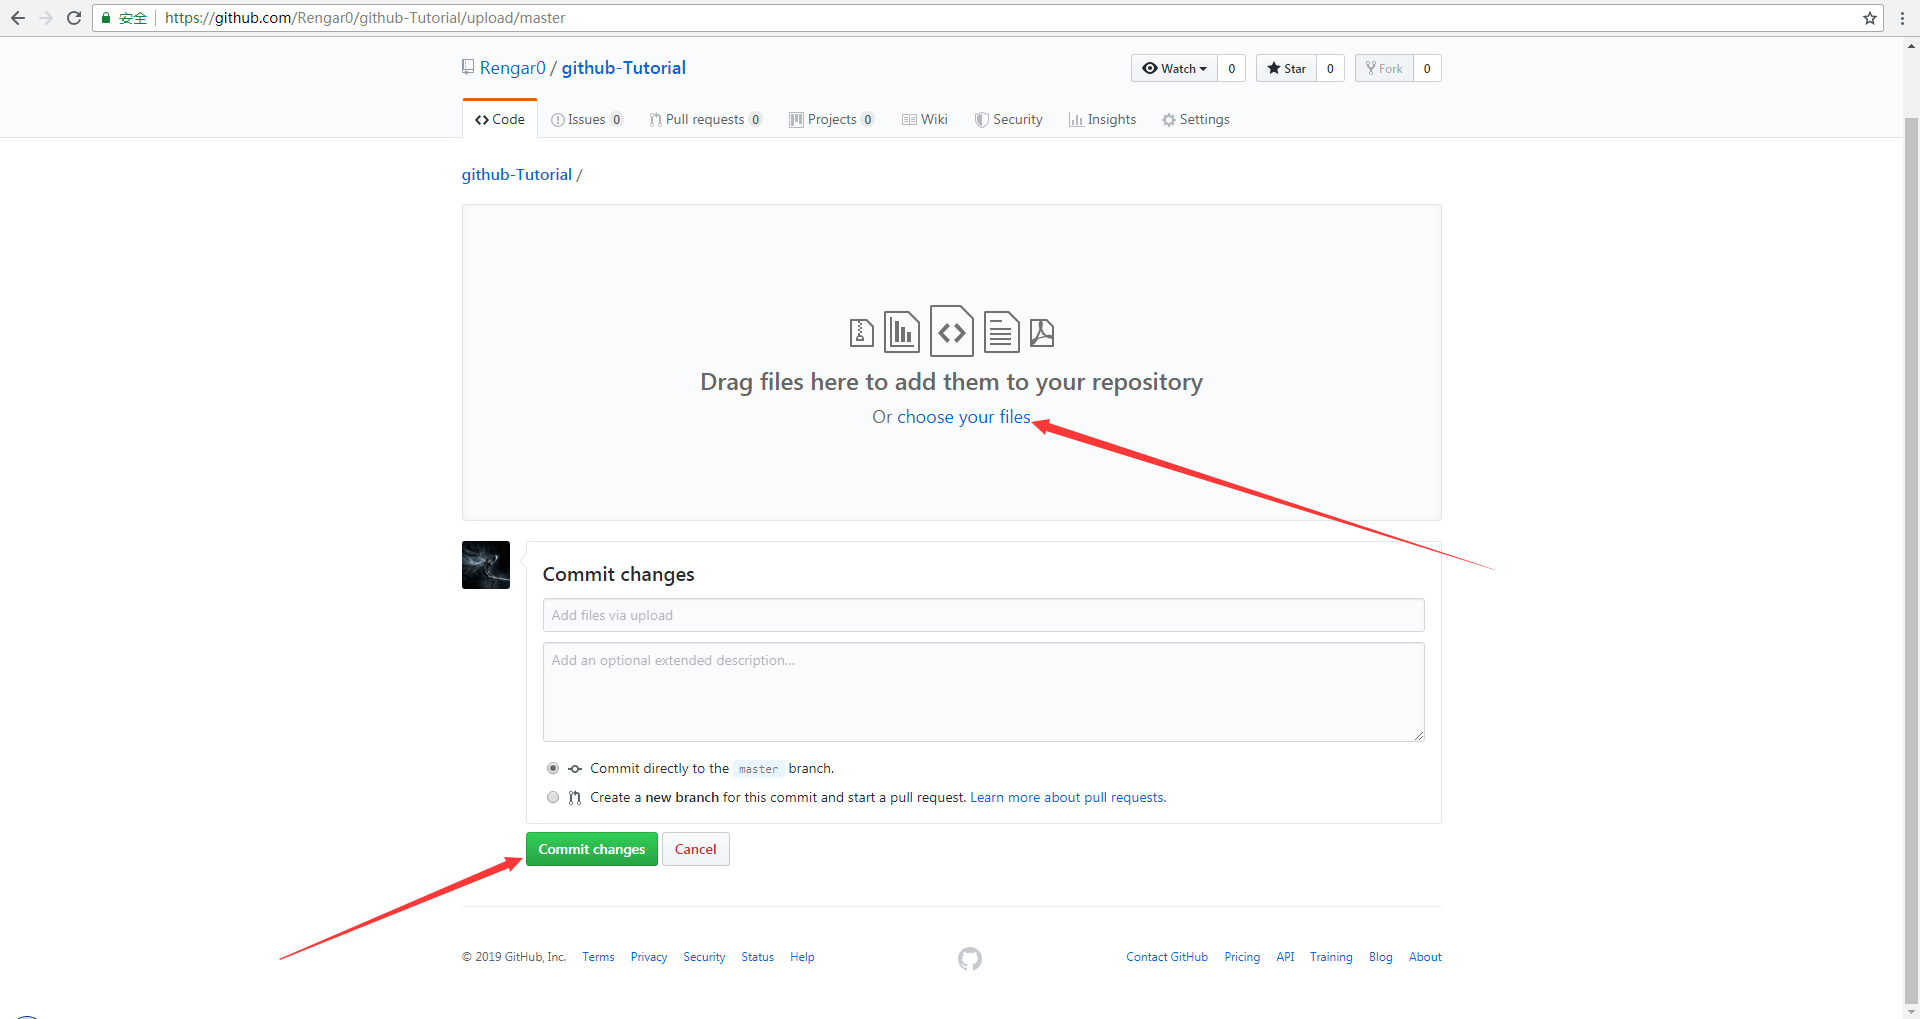 安全 https://github.com/Rengar0/github-Tutorial/upload/master
Rengar0 / github-Tutorial
Watch 0 Star 0 Fork 0
Code Issues 0 Pull requests 0 Projects 0 Wiki Security Insights Settings
github-Tutorial /
Drag files here to add them to your repository
Or choose your files
Commit changes
Add files via upload
Add an optional extended description...
Commit directly to the master branch.
Create a new branch for this commit and start a pull request. Learn more about pull requests.
Commit changes Cancel
© 2019 GitHub, Inc. Terms Privacy Security Status Help Contact GitHub Pricing API Training Blog About